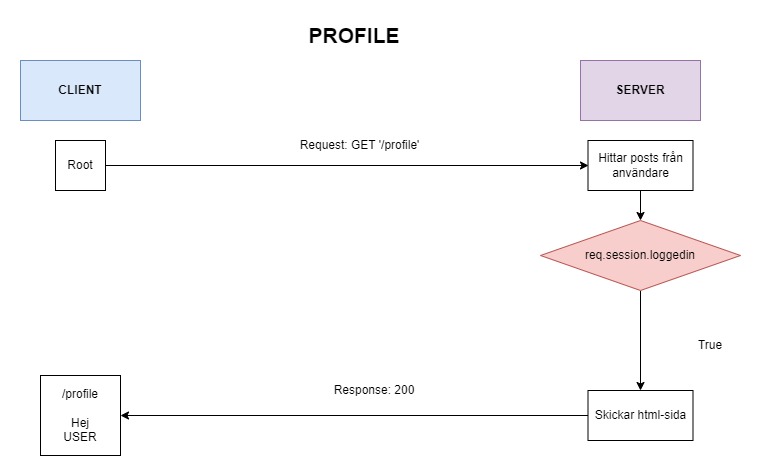 PROFILE
CLIENT
SERVER
Root
Request: GET '/profile'
Hittar posts från
användare
req.session.loggedin
True
/profile
Hej
USER
Response: 200
Skickar html-sida